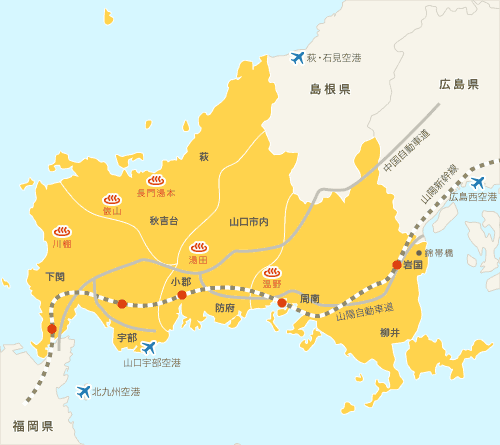 萩・石見空港
島根県
広島県
中国自動車道
山陽新幹線
広島西空港
萩
長門湯本
俵山
秋吉台
山口市内
川棚
湯田
錦帯橋
岩国
下関
小郡
湯野
周南
防府
山陽自動車道
宇部
柳井
山口宇部空港
北九州空港
福岡県